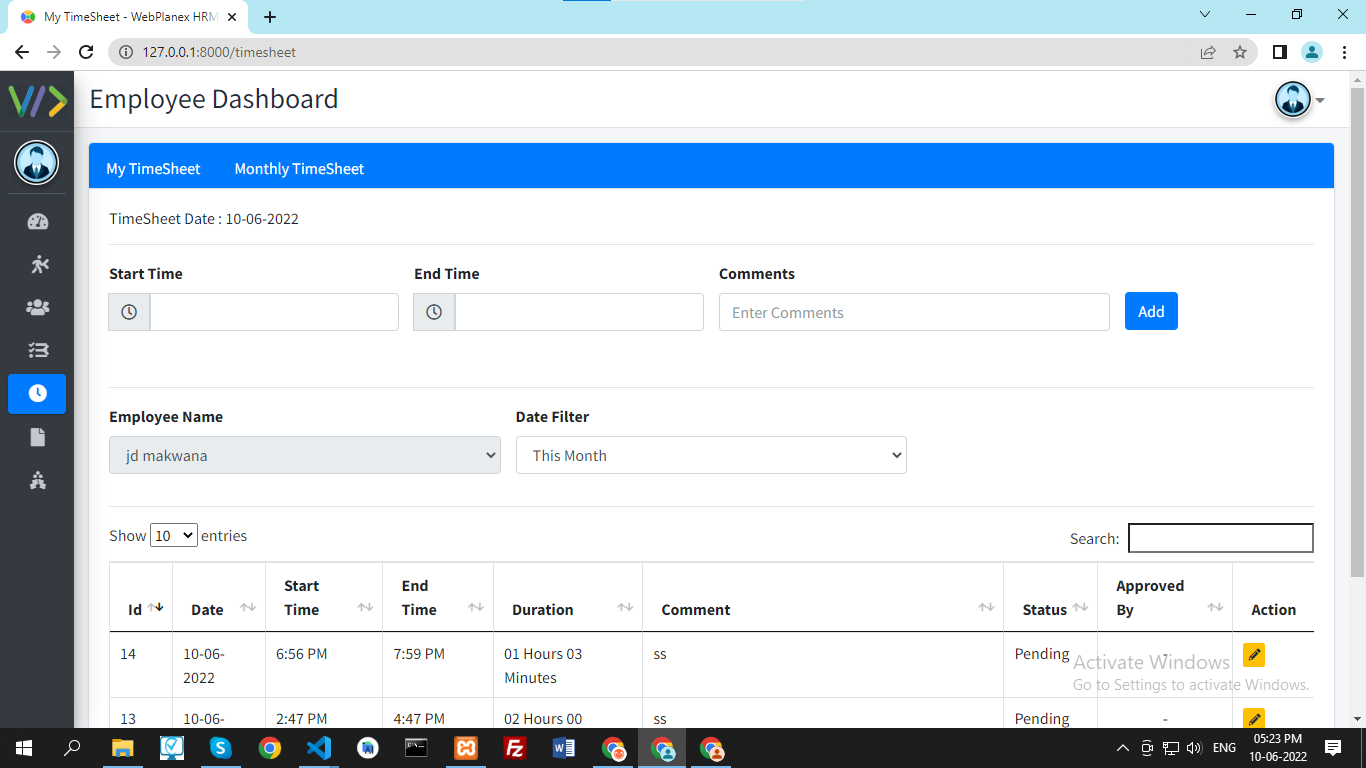 My TimeSheet - WebPlanex HRM
127.0.0.1:8000/timesheet
Employee Dashboard
My TimeSheet Monthly TimeSheet
TimeSheet Date : 10-06-2022
Start Time End Time Comments
Enter Comments Add
Employee Name Date Filter
jd makwana This Month
Show 10 entries Search:
Id Date Start Time End Time Duration Comment Status Approved By Action
14 10-06-2022 6:56 PM 7:59 PM 01 Hours 03 Minutes ss Pending -
13 10-06- 2:47 PM 4:47 PM 02 Hours 00 ss Pending -
Activate Windows
Go to Settings to activate Windows.
ENG 05:23 PM
10-06-2022